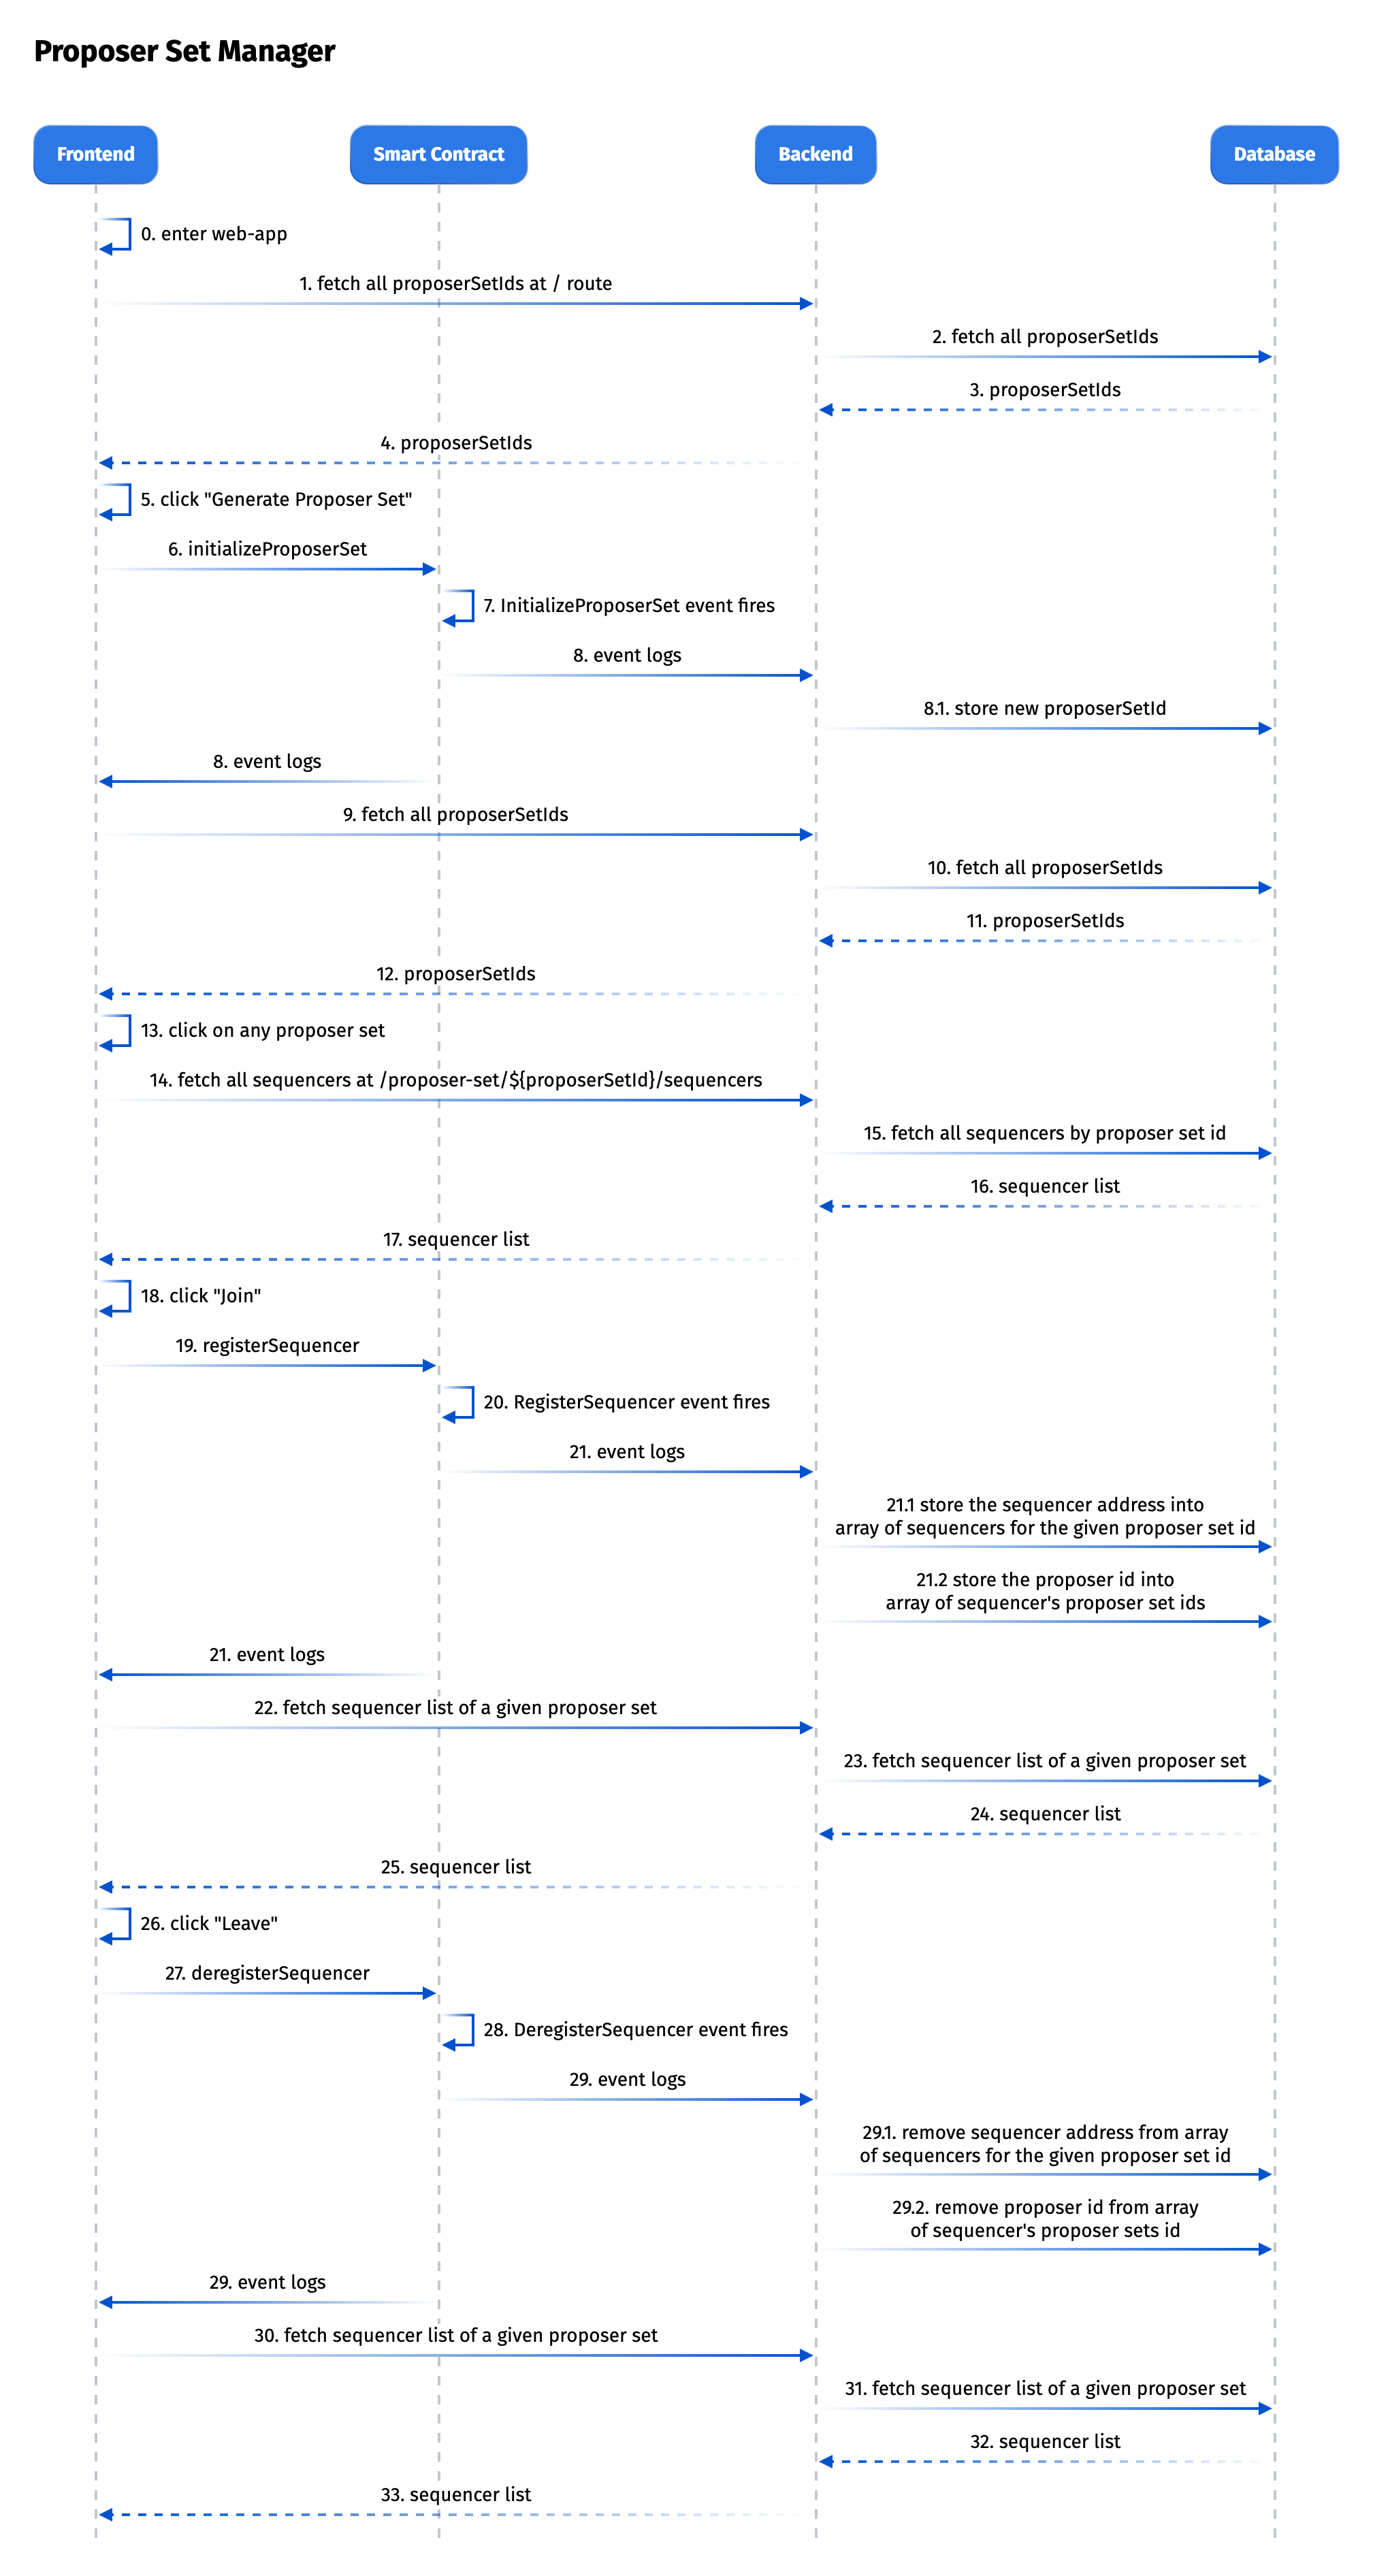 Proposer Set Manager
Frontend
Smart Contract
Backend
Database
0. enter web-app
1. fetch all proposerSetIds at / route
2. fetch all proposerSetIds
3. proposerSetIds
4. proposerSetIds
5. click "Generate Proposer Set"
6. initializeProposerSet
7. InitializeProposerSet event fires
8. event logs
8.1. store new proposerSetId
8. event logs
9. fetch all proposerSetIds
10. fetch all proposerSetIds
11. proposerSetIds
12. proposerSetIds
13. click on any proposer set
14. fetch all sequencers at /proposer-set/${proposerSetId}/sequencers
15. fetch all sequencers by proposer set id
16. sequencer list
17. sequencer list
18. click "Join"
19. registerSequencer
20. RegisterSequencer event fires
21. event logs
21.1 store the sequencer address into
array of sequencers for the given proposer set id
21.2 store the proposer id into
array of sequencer's proposer set ids
21. event logs
22. fetch sequencer list of a given proposer set
23. fetch sequencer list of a given proposer set
24. sequencer list
25. sequencer list
26. click "Leave"
27. deregisterSequencer
28. DeregisterSequencer event fires
29. event logs
29.1. remove sequencer address from array
of sequencers for the given proposer set id
29.2. remove proposer id from array
of sequencer's proposer sets id
29. event logs
30. fetch sequencer list of a given proposer set
31. fetch sequencer list of a given proposer set
32. sequencer list
33. sequencer list